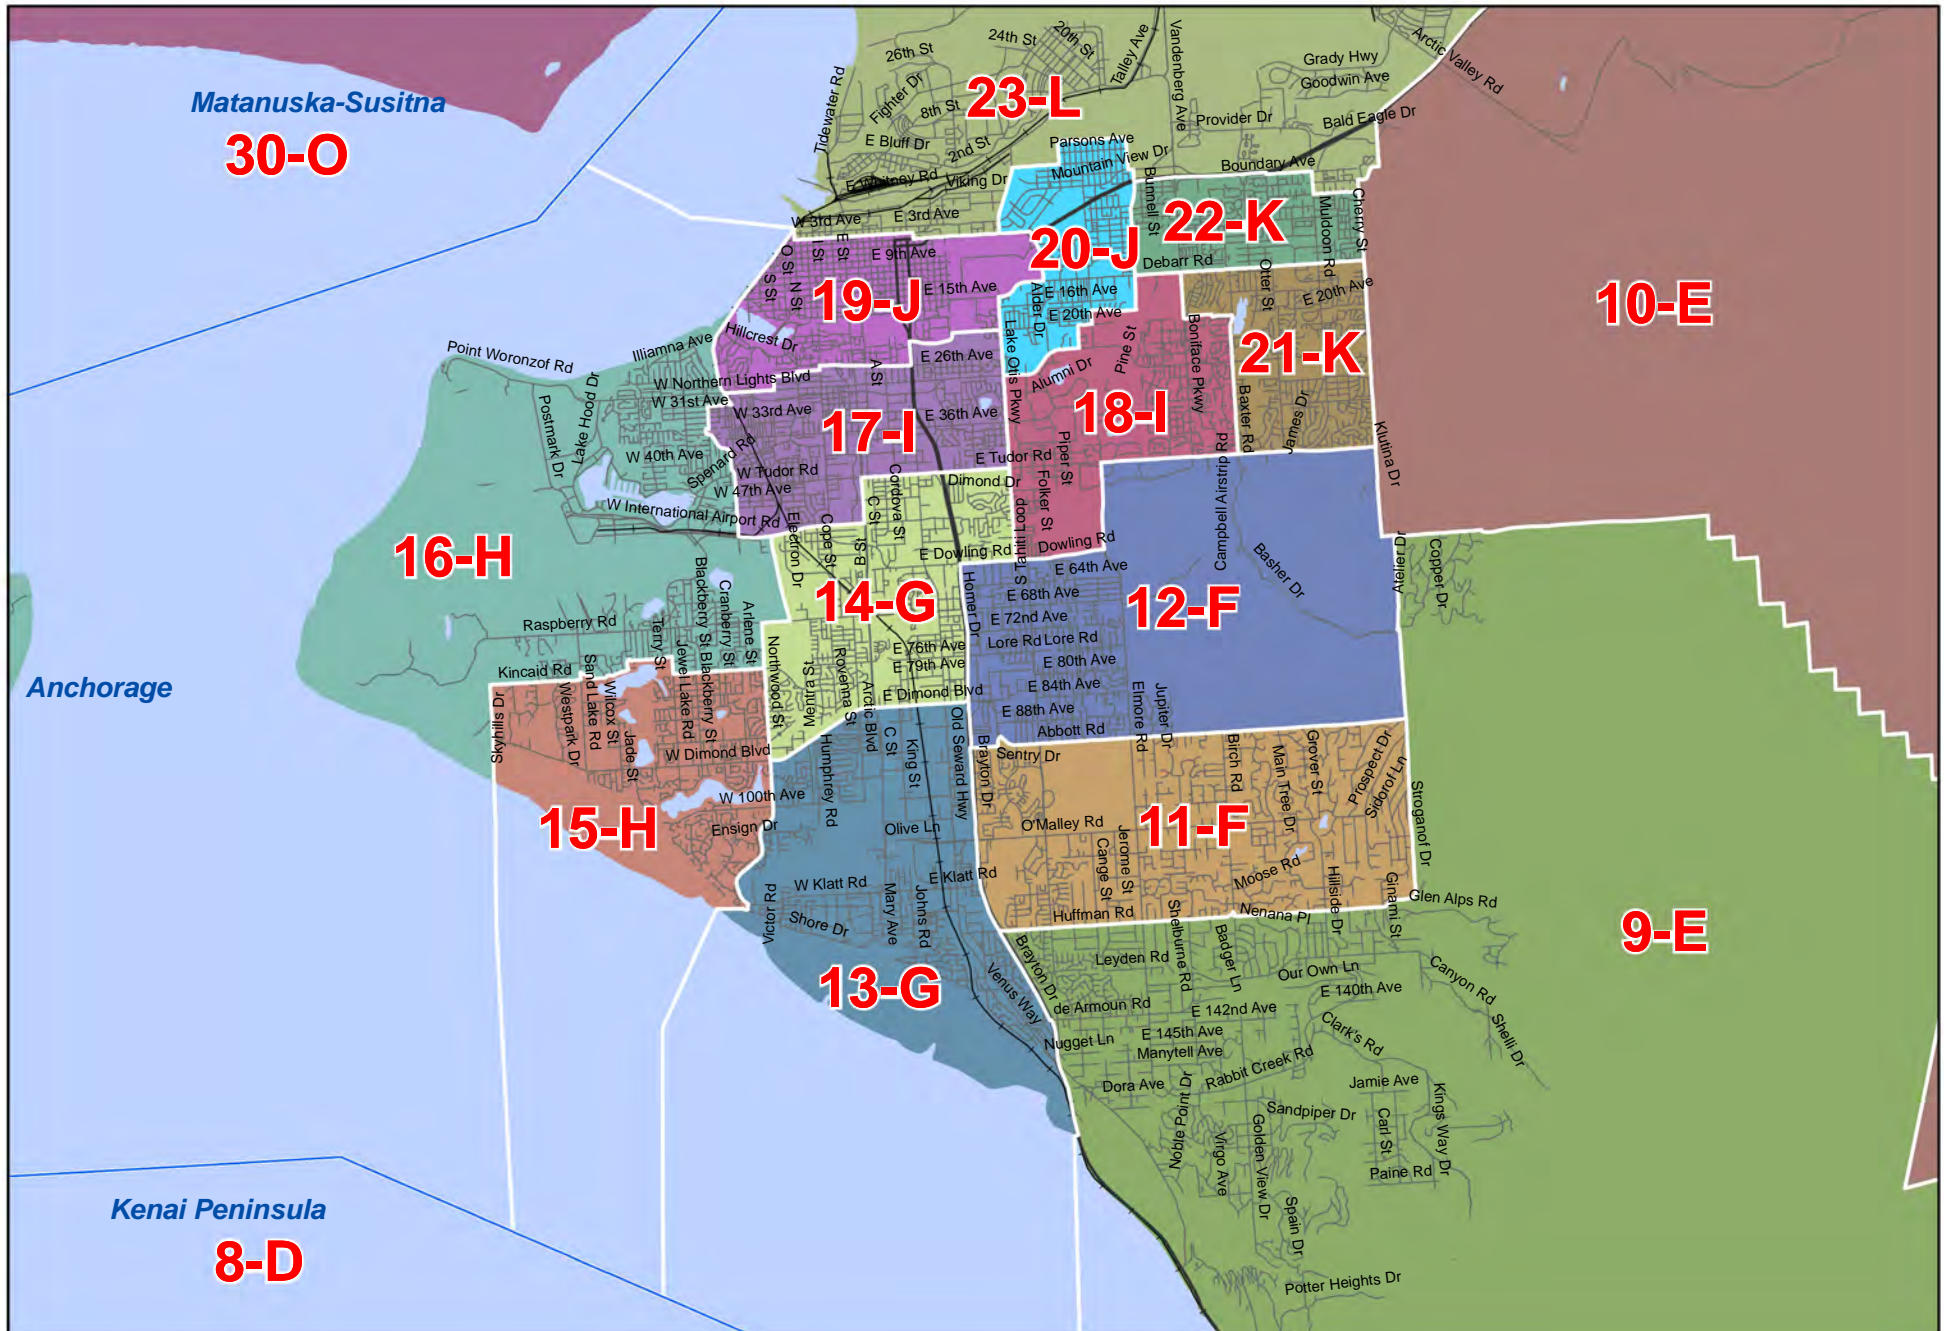 Matanuska-Susitna
30-O
26th St
24th St
20th St
Talley Ave
Vandenberg Ave
Grady Hwy
Goodwin Ave
Arctic Valley Rd
Tidewater Rd
Fighter Dr
8th St
23-L
Provider Dr
Bald Eagle Dr
E Bluff Dr
2nd St
Parsons Ave
Mountain View Dr
Boundary Ave
E Whitney Rd
Viking Dr
Bunnell St
22-K
Muldoon Rd
Cherry St
W 3rd Ave
E 3rd Ave
O St
I St
E St
E 9th Ave
20-J
Debarr Rd
S St
N St
19-J
E 15th Ave
Alder Dr
E 16th Ave
E 20th Ave
Otter St
E 20th Ave
10-E
Hillcrest Dr
Lake Otis Pkwy
Pine St
Boniface Pkwy
21-K
Point Woronzof Rd
Illiamna Ave
E 26th Ave
A St
Alumni Dr
W Northern Lights Blvd
W 31st Ave
W 33rd Ave
17-I
E 36th Ave
18-I
Baxter Rd
James Dr
Postmark Dr
Lake Hood Dr
W 40th Ave
Spenard Rd
W Tudor Rd
E Tudor Rd
Piper St
Campbell Airstrip Rd
Klutina Dr
W 47th Ave
Cordova St
C St
Dimond Dr
Folker St
W International Airport Rd
Electron Dr
Cope St
B St
E Dowling Rd
S Tahiti Loop
Dowling Rd
Basher Dr
Ateleir Dr
Copper Dr
16-H
Blackberry St
Cranberry St
Arlene St
14-G
Homer Dr
E 64th Ave
E 68th Ave
12-F
E 72nd Ave
Raspberry Rd
Terry St
Lore Rd
Lore Rd
E 76th Ave
E 79th Ave
E 80th Ave
Anchorage
Kincaid Rd
Skyhills Dr
Westpark Dr
Sand Lake Rd
Wilcox St
Jade St
Jewel Lake Rd
Blackberry St
Northwood St
Mentra St
Rovenna St
Arctic Blvd
E Dimond Blvd
E 84th Ave
E 88th Ave
Abbott Rd
Elmore Rd
Jupiter Dr
W Dimond Blvd
Humphrey Rd
C St
King St
Old Seward Hwy
Brayton Dr
Sentry Dr
Birch Rd
Main Tree Dr
Grover St
Prospect Dr
Sidorof Ln
Stroganof Dr
15-H
W 100th Ave
Ensign Dr
Olive Ln
O'Malley Rd
11-F
Jerome St
Cange St
Moose Rd
Hillside Dr
Ginami St
Glen Alps Rd
W Klatt Rd
E Klatt Rd
Victor Rd
Shore Dr
Mary Ave
Johns Rd
Huffman Rd
Shelburne Rd
Nenana Pl
Badger Ln
9-E
13-G
Venus Way
Brayton Dr
Leyden Rd
Our Own Ln
Canyon Rd
E 140th Ave
de Armoun Rd
E 142nd Ave
Shelli Dr
Nugget Ln
E 145th Ave
Manytell Ave
Clark's Rd
Rabbit Creek Rd
Dora Ave
Jamie Ave
Noble Point Dr
Sandpiper Dr
Kings Way Dr
Virgo Ave
Golden View Dr
Carl St
Paine Rd
Spain Dr
Potter Heights Dr
Kenai Peninsula
8-D